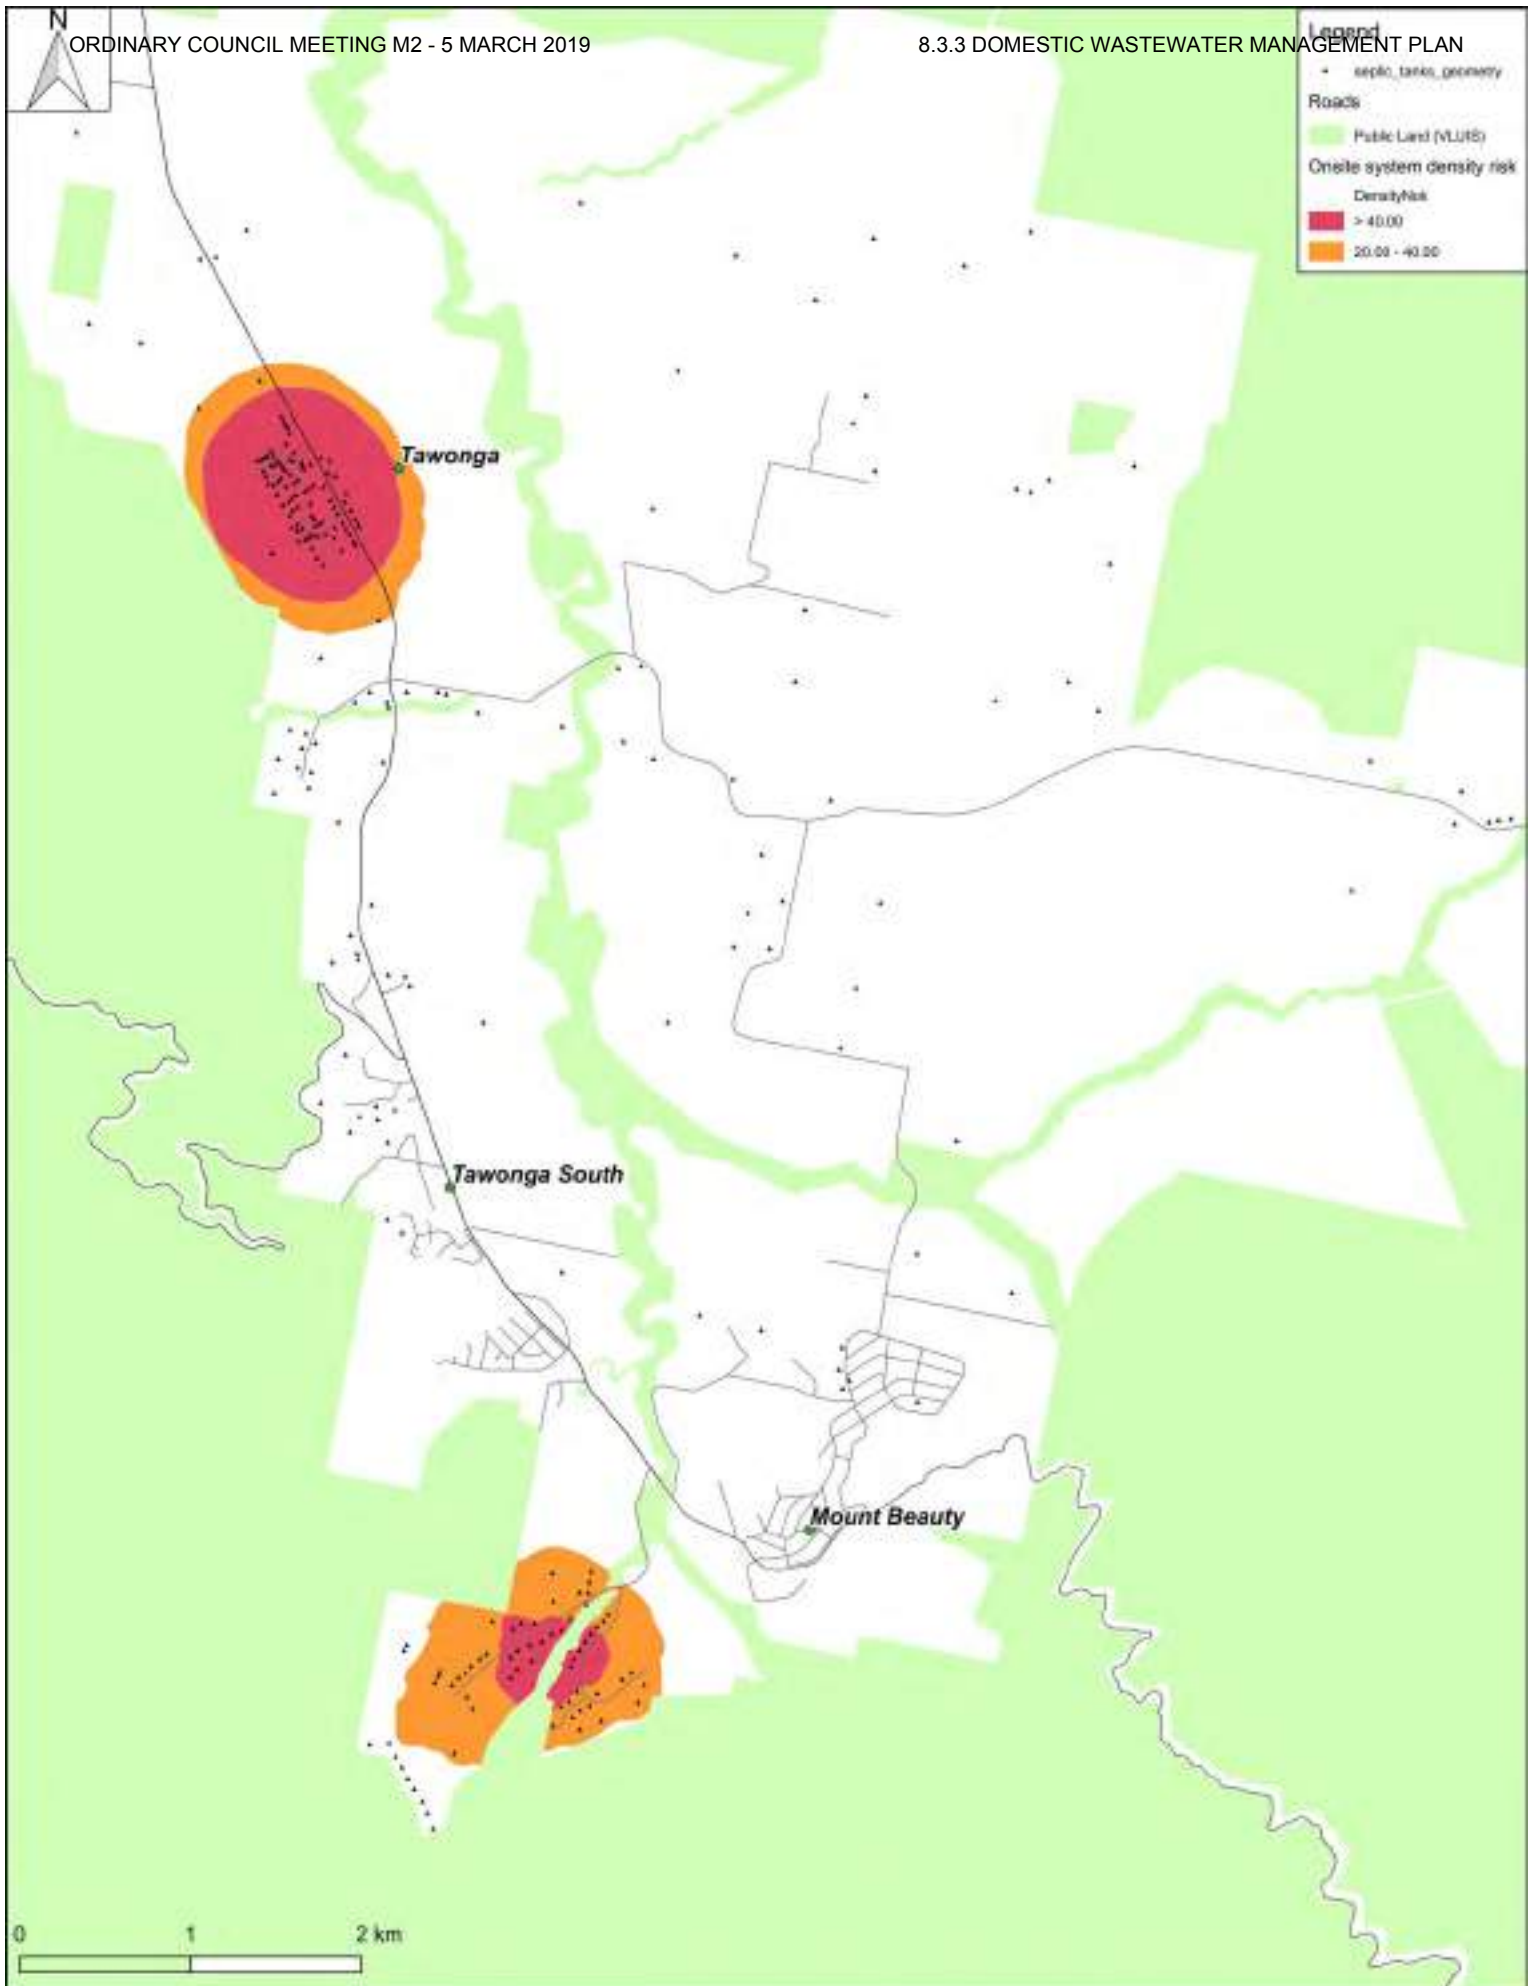 N
ORDINARY COUNCIL MEETING M2 - 5 MARCH 2019
8.3.3 DOMESTIC WASTEWATER MANAGEMENT PLAN
Legend
septic_tanks_geometry
Roads
Public Land (VLUIS)
Onsite system density risk
> 40.00
20.00 - 40.00
Tawonga
Tawonga South
Mount Beauty
0 1 2 km